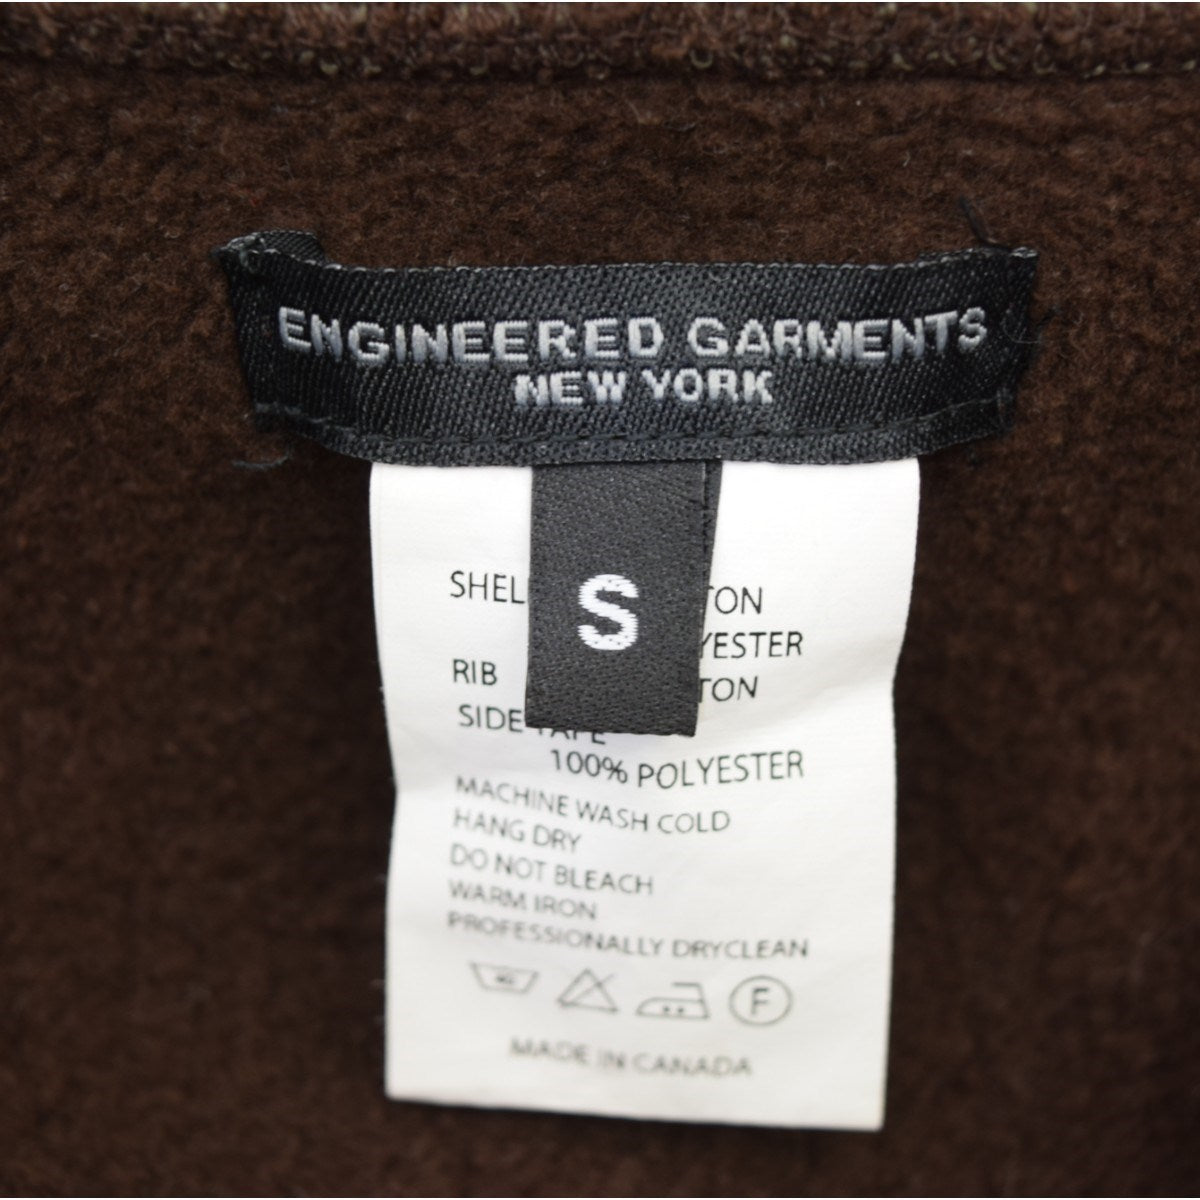 ENGINEERED GARMENTS
NEW YORK
S
SHEL TON
YESTER
RIB TON
SIDE TAPE
100% POLYESTER
MACHINE WASH COLD
HANG DRY
DO NOT BLEACH
WARM IRON
PROFESSIONALLY DRYCLEAN
F
MADE IN CANADA